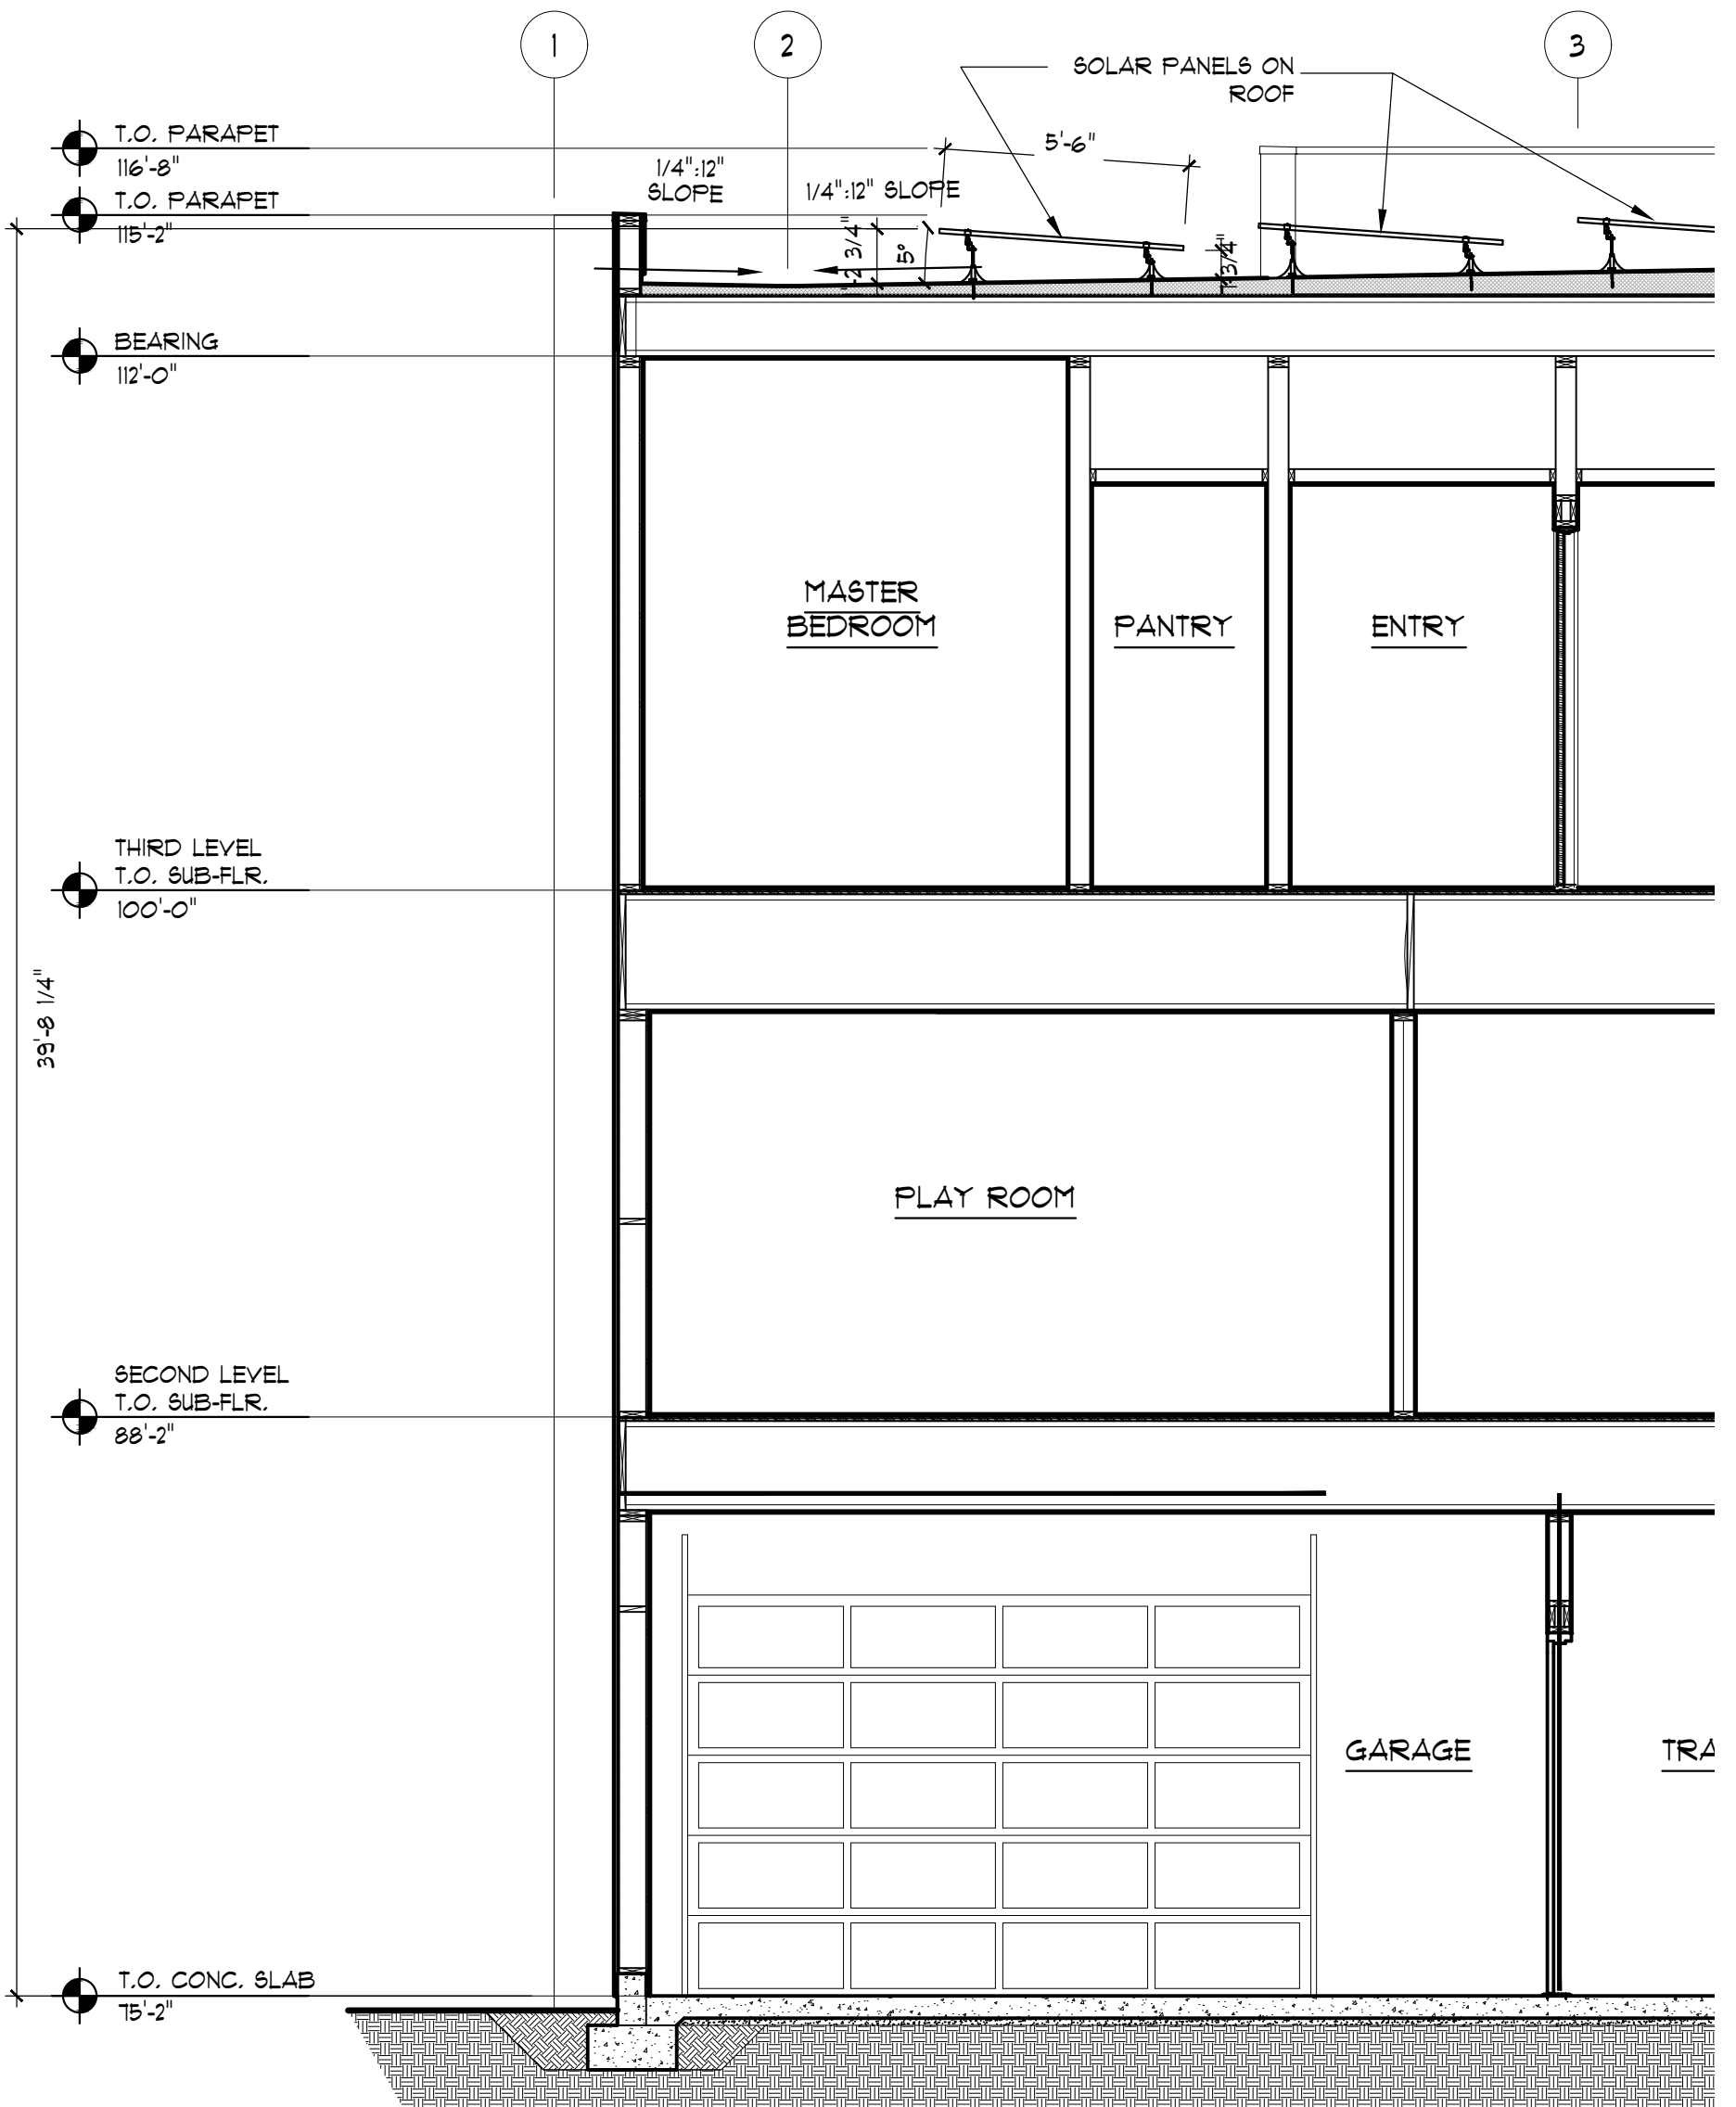 1
2
3
SOLAR PANELS ON
ROOF
T.O. PARAPET
116'-8"
5'-6"
1/4":12"
SLOPE
1/4":12" SLOPE
T.O. PARAPET
115'-2"
2 3/4"
5°
3/4"
BEARING
112'-0"
MASTER
BEDROOM
PANTRY
ENTRY
THIRD LEVEL
T.O. SUB-FLR.
100'-0"
39'-8 1/4"
PLAY ROOM
SECOND LEVEL
T.O. SUB-FLR.
88'-2"
GARAGE
TRA
T.O. CONC. SLAB
75'-2"